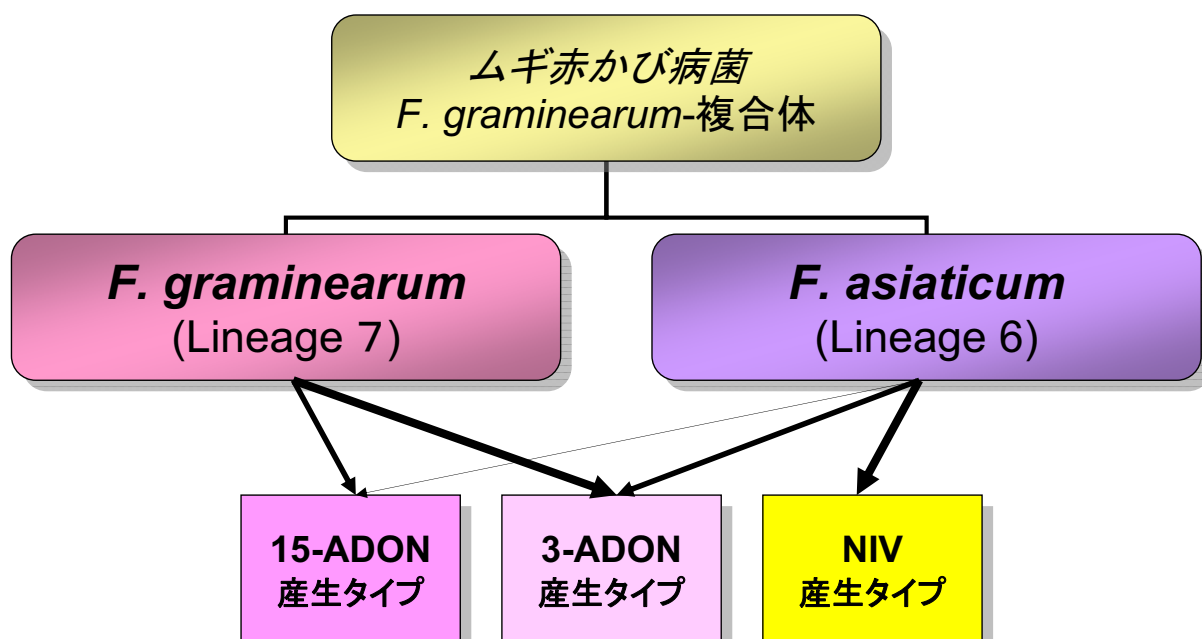 ムギ赤かび病菌
F. graminearum-複合体
F. graminearum
(Lineage 7)
F. asiaticum
(Lineage 6)
15-ADON
産生タイプ
3-ADON
産生タイプ
NIV
産生タイプ